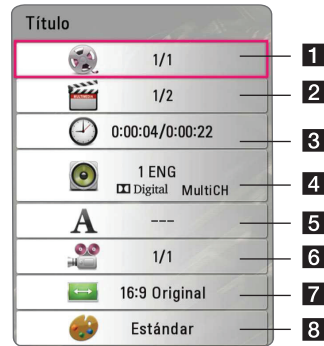 Título
1/1 1
1/2 2
0:00:04/0:00:22 3
1 ENG
Digital MultiCH 4
A --- 5
1/1 6
16:9 Original 7
Estándar 8